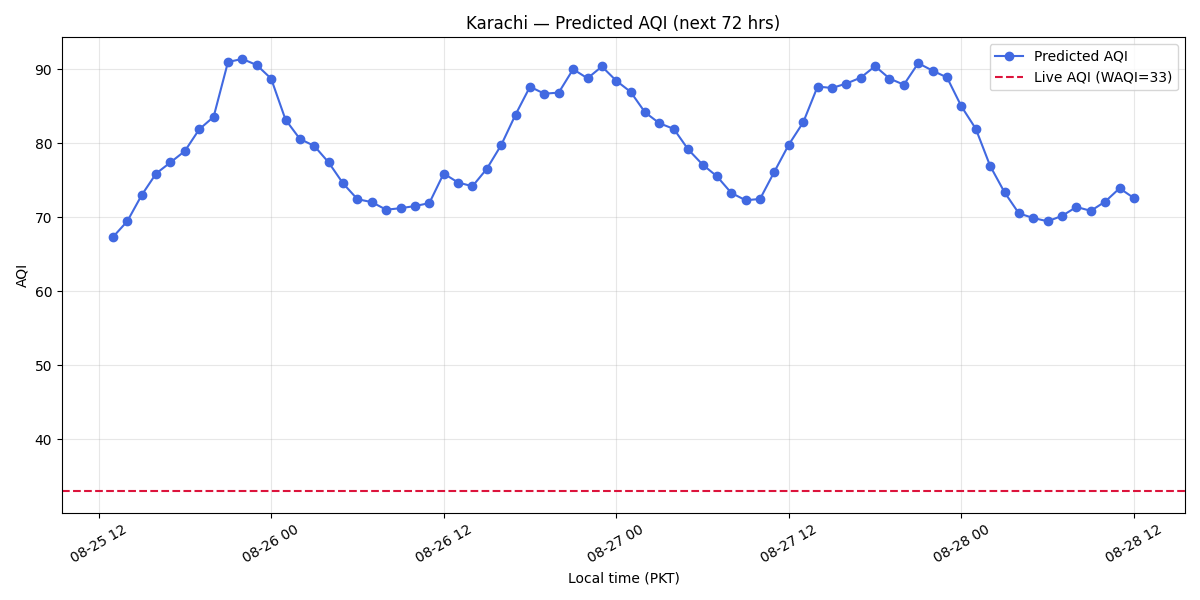 Karachi — Predicted AQI (next 72 hrs)
Predicted AQI
Live AQI (WAQI=33)
AQI
90
80
70
60
50
40
08-25 12
08-26 00
08-26 12
08-27 00
08-27 12
08-28 00
08-28 12
Local time (PKT)